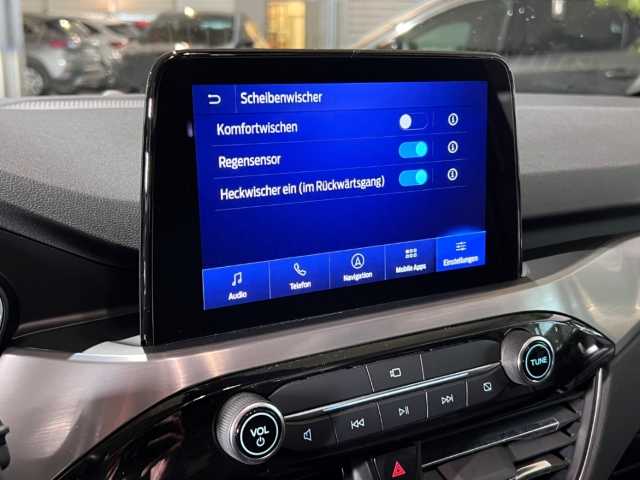 Scheibenwischer
Komfortwischen
Regensensor
Heckwischer ein (im Rückwärtsgang)
Audio
Telefon
Navigation
Mobile Apps
Einstellungen
VOL
TUNE